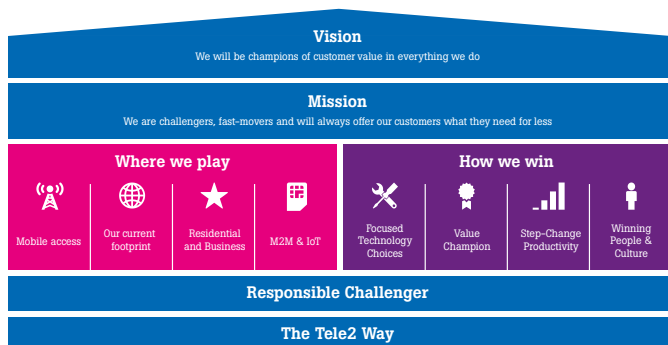 Vision
We will be champions of customer value in everything we do
Mission
We are challengers, fast-movers and will always offer our customers what they need for less
Where we play
Mobile access
Our current
footprint
Residential
and Business
M2M & IoT
How we win
Focused
Technology
Choices
Value
Champion
Step-Change
Productivity
Winning
People &
Culture
Responsible Challenger
The Tele2 Way